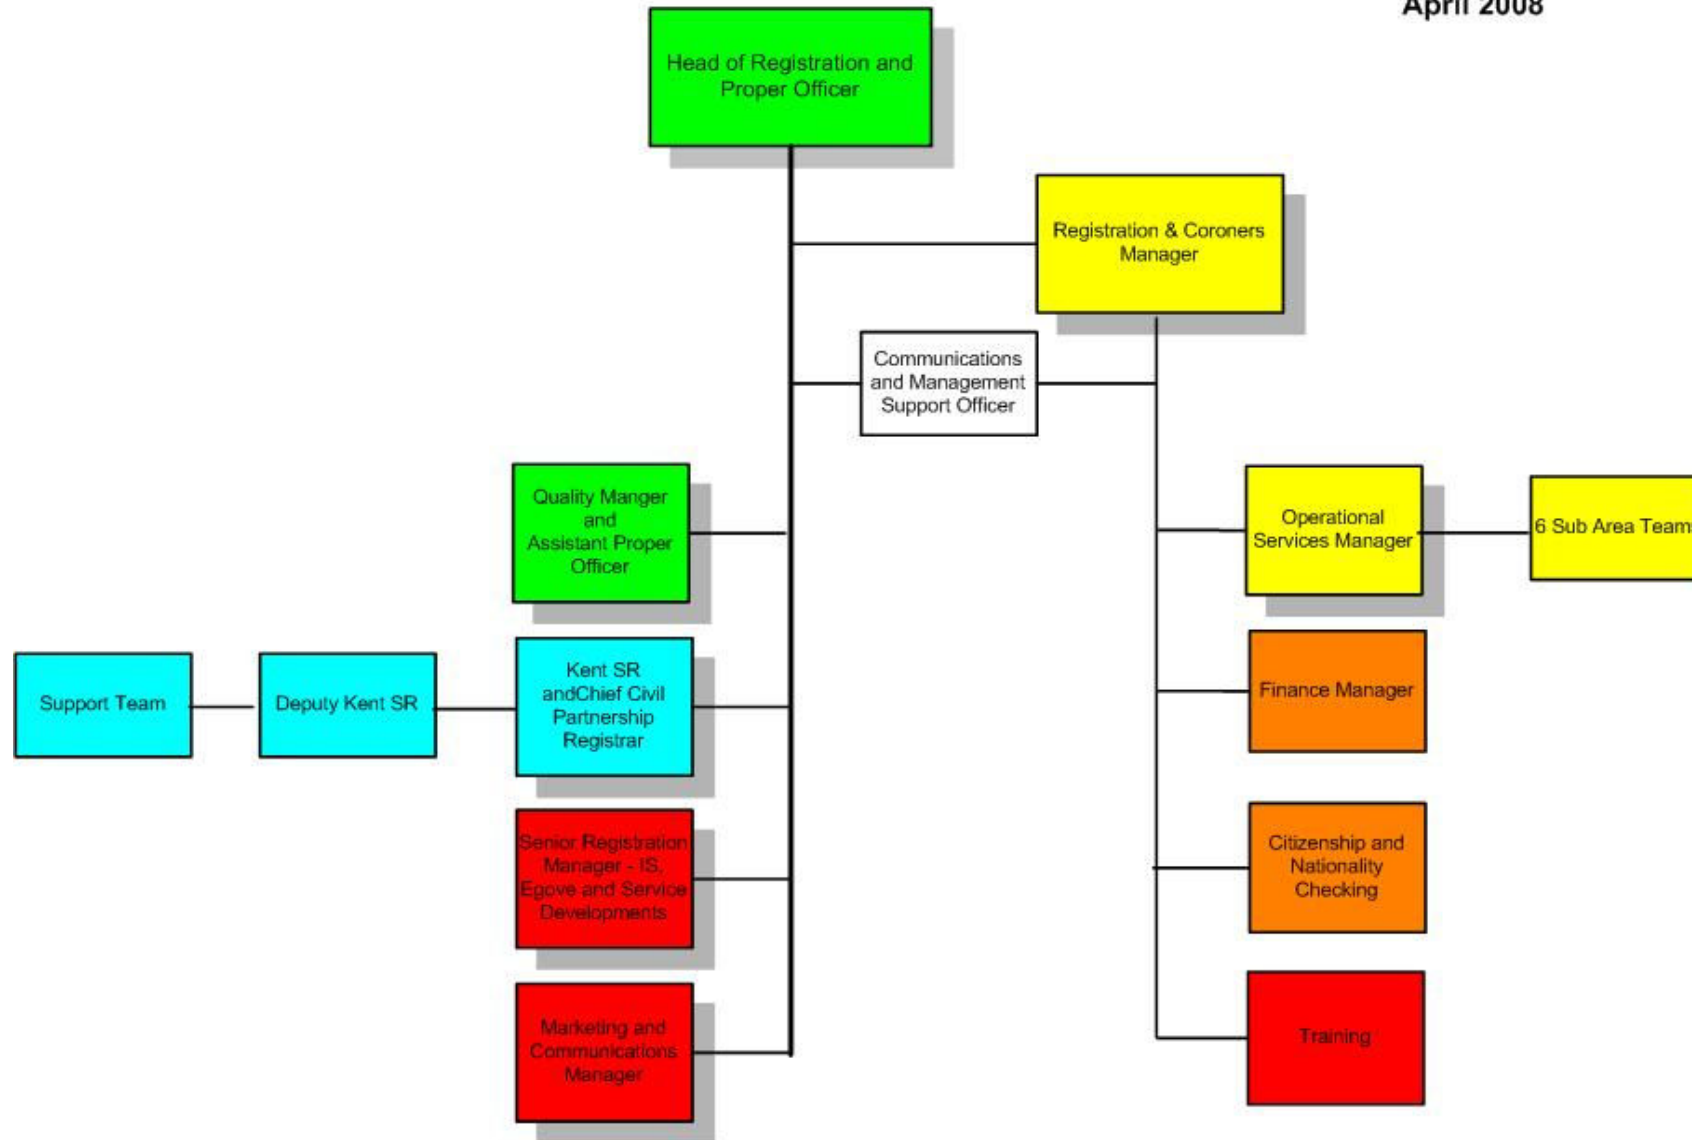 April 2008
Head of Registration and
Proper Officer
Registration & Coroners
Manager
Communications
and Management
Support Officer
Quality Manger
and
Assistant Proper
Officer
Operational
Services Manager
6 Sub Area Teams
Support Team
Deputy Kent SR
Kent SR
andChief Civil
Partnership
Registrar
Finance Manager
Senior Registration
Manager - IS,
Egove and Service
Developments
Citizenship and
Nationality
Checking
Marketing and
Communications
Manager
Training